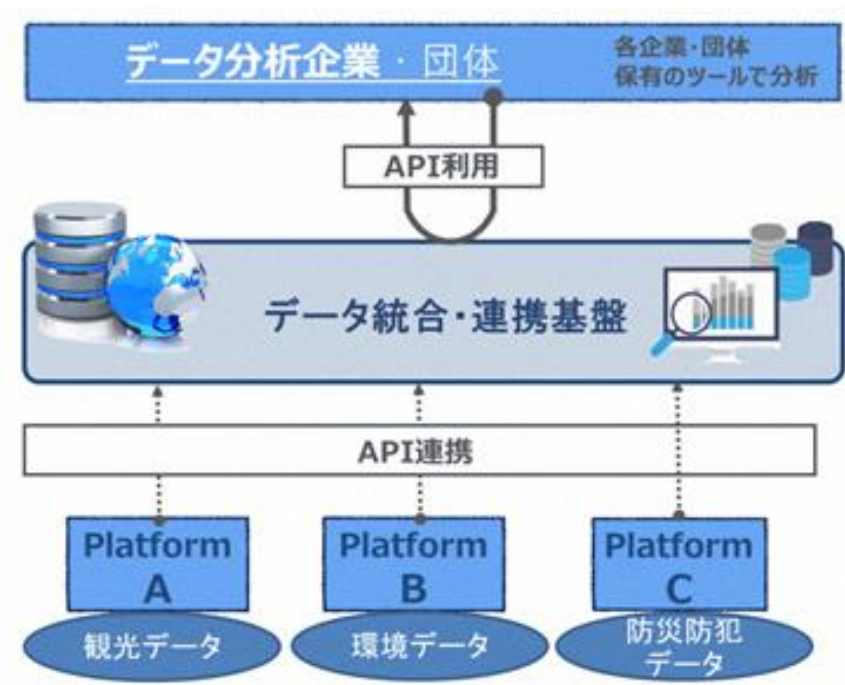 データ分析企業・団体
各企業・団体
保有のツールで分析
API利用
データ統合・連携基盤
API連携
Platform
A
Platform
B
Platform
C
観光データ
環境データ
防災防犯
データ